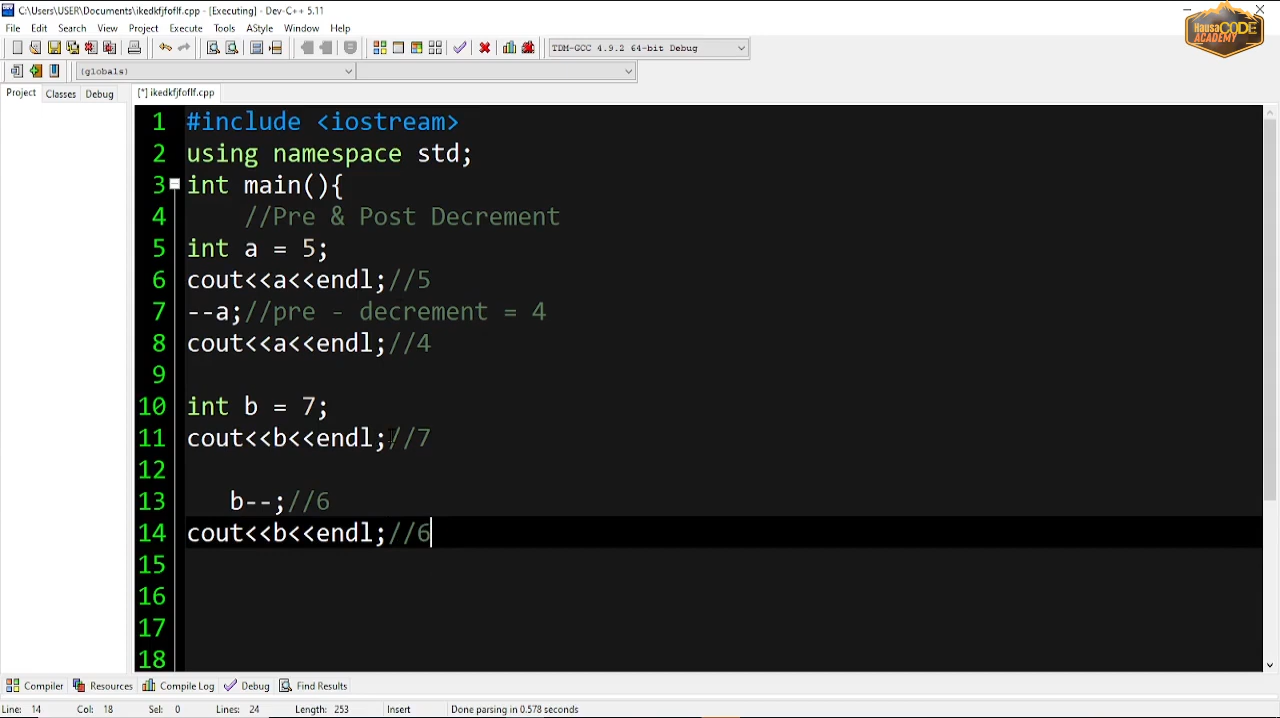 C:\Users\USER\Documents\ikedkfjfoflf.cpp - [Executing] - Dev-C++ 5.11
File Edit Search View Project Execute Tools AStyle Window Help
HausaCODE
ACADEMY
TDM-GCC 4.9.2 64-bit Debug
(globals)
Project Classes Debug
[*] ikedkfjfoflf.cpp
1 #include <iostream>
2 using namespace std;
3 int main(){
4 //Pre & Post Decrement
5 int a = 5;
6 cout<<a<<endl;//5
7 --a;//pre - decrement = 4
8 cout<<a<<endl;//4
9
10 int b = 7;
11 cout<<b<<endl;//7
12
13 b--;//6
14 cout<<b<<endl;//6
15
16
17
18
Compiler Resources Compile Log Debug Find Results
Line: 14 Col: 18 Sel: 0 Lines: 24 Length: 253 Insert Done parsing in 0.578 seconds